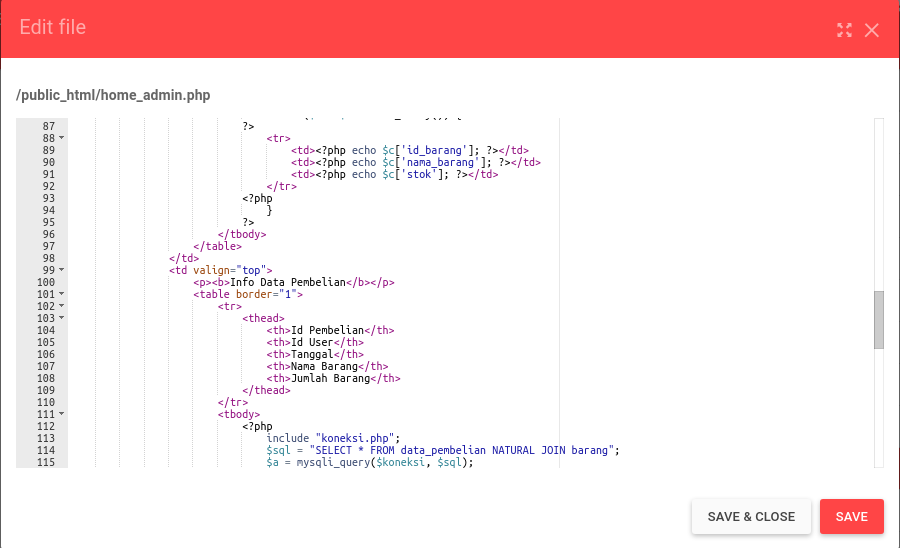 Edit file
/public_html/home_admin.php
87 ?>
88 <tr>
89 <td><?php echo $c['id_barang']; ?></td>
90 <td><?php echo $c['nama_barang']; ?></td>
91 <td><?php echo $c['stok']; ?></td>
92 </tr>
93 <?php
94 }
95 ?>
96 </tbody>
97 </table>
98 </td>
99 <td valign="top">
100 <p><b>Info Data Pembelian</b></p>
101 <table border="1">
102 <tr>
103 <thead>
104 <th>Id Pembelian</th>
105 <th>Id User</th>
106 <th>Tanggal</th>
107 <th>Nama Barang</th>
108 <th>Jumlah Barang</th>
109 </thead>
110 </tr>
111 <tbody>
112 <?php
113 include "koneksi.php";
114 $sql = "SELECT * FROM data_pembelian NATURAL JOIN barang";
115 $a = mysqli_query($koneksi, $sql);
SAVE & CLOSE
SAVE